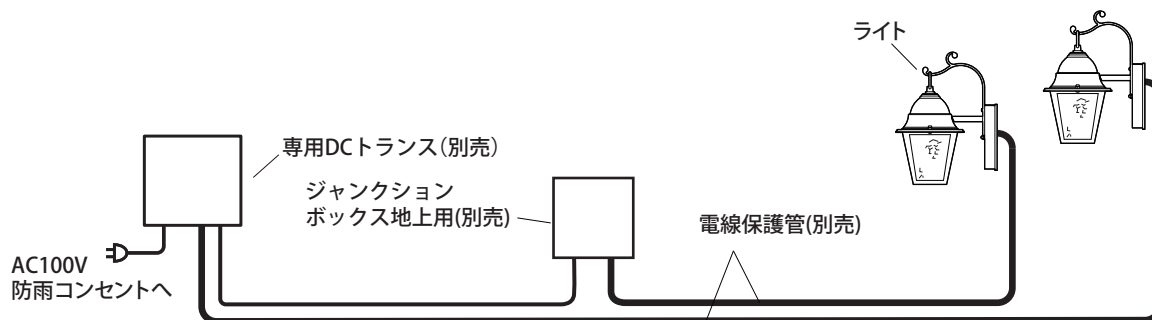 ライト
専用DCトランス(別売)
ジャンクション
ボックス地上用(別売)
電線保護管(別売)
AC100V
防雨コンセントへ